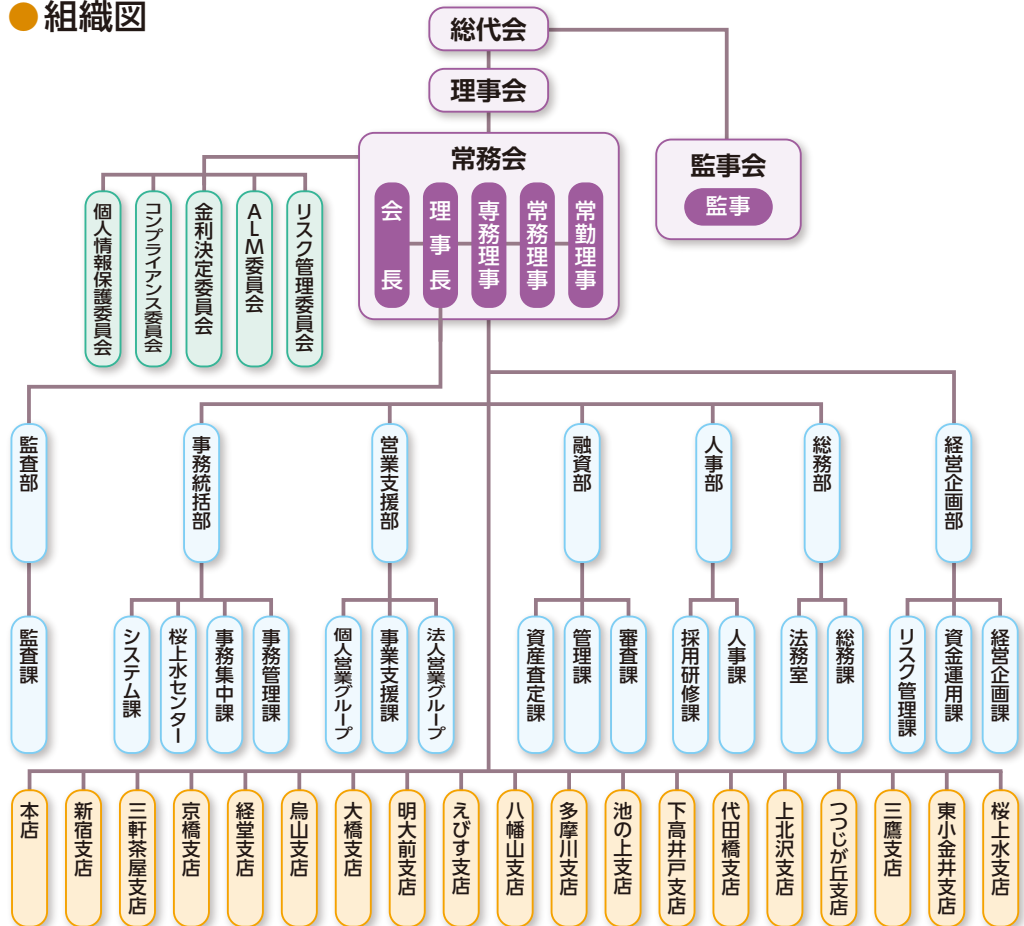 組織図
総代会
理事会
常務会
会長
理事長
専務理事
常務理事
常勤理事
監事会
監事
個人情報保護委員会
コンプライアンス委員会
金利決定委員会
ALM委員会
リスク管理委員会
監査部
事務統括部
営業支援部
融資部
人事部
総務部
経営企画部
監査課
システム課
桜上水センター
事務集中課
事務管理課
個人営業グループ
事業支援課
法人営業グループ
資産査定課
管理課
審査課
採用研修課
人事課
法務室
総務課
リスク管理課
資金運用課
経営企画課
本店
新宿支店
三軒茶屋支店
京橋支店
経堂支店
烏山支店
大橋支店
明大前支店
えびす支店
八幡山支店
多摩川支店
池の上支店
下高井戸支店
代田橋支店
上北沢支店
つつじが丘支店
三鷹支店
東小金井支店
桜上水支店